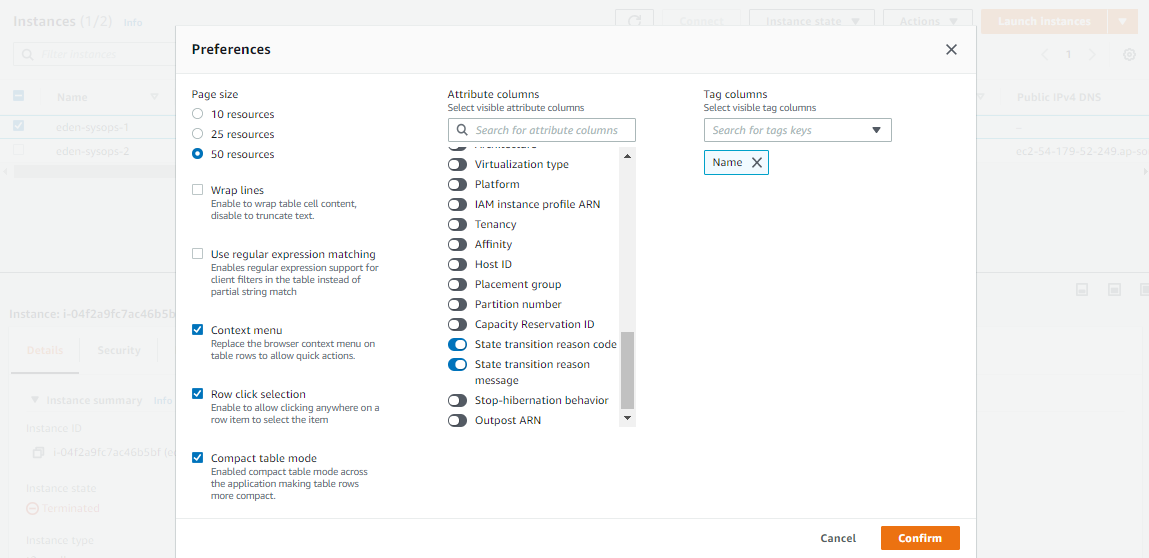 Instances (1/2) Info
Connect
Instance state
Actions
Launch Instances
Filter instances
1
Name
Public IPv4 DNS
eden-sysops-1
-
eden-sysops-2
ec2-54-179-52-249.ap-so
Instance: i-04f2a9fc7ac46b5b
Details
Security
Instance summary Info
Instance ID
i-04f2a9fc7ac46b5bf (e
Instance state
Terminated
Instance type
Preferences
Page size
10 resources
25 resources
50 resources
Wrap lines
Enable to wrap table cell content,
disable to truncate text.
Use regular expression matching
Enables regular expression support for
client filters in the table instead of
partial string match
Context menu
Replace the browser context menu on
table rows to allow quick actions.
Row click selection
Enable to allow clicking anywhere on a
row item to select the item
Compact table mode
Enabled compact table mode across
the application making table rows
more compact.
Attribute columns
Select visible attribute columns
Search for attribute columns
Architecture
Virtualization type
Platform
IAM instance profile ARN
Tenancy
Affinity
Host ID
Placement group
Partition number
Capacity Reservation ID
State transition reason code
State transition reason
message
Stop-hibernation behavior
Outpost ARN
Tag columns
Select visible tag columns
Search for tags keys
Name
Cancel
Confirm